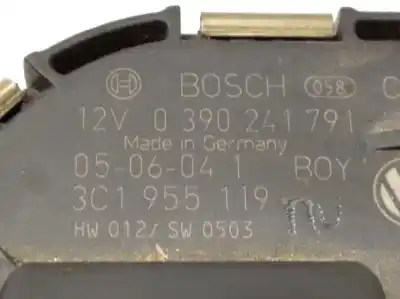 BOSCH 058 C
12V 0 390 241 791
Made in Germany
05-06-04 1 BOY
3C1 955 119
HW 012/ SW 0503